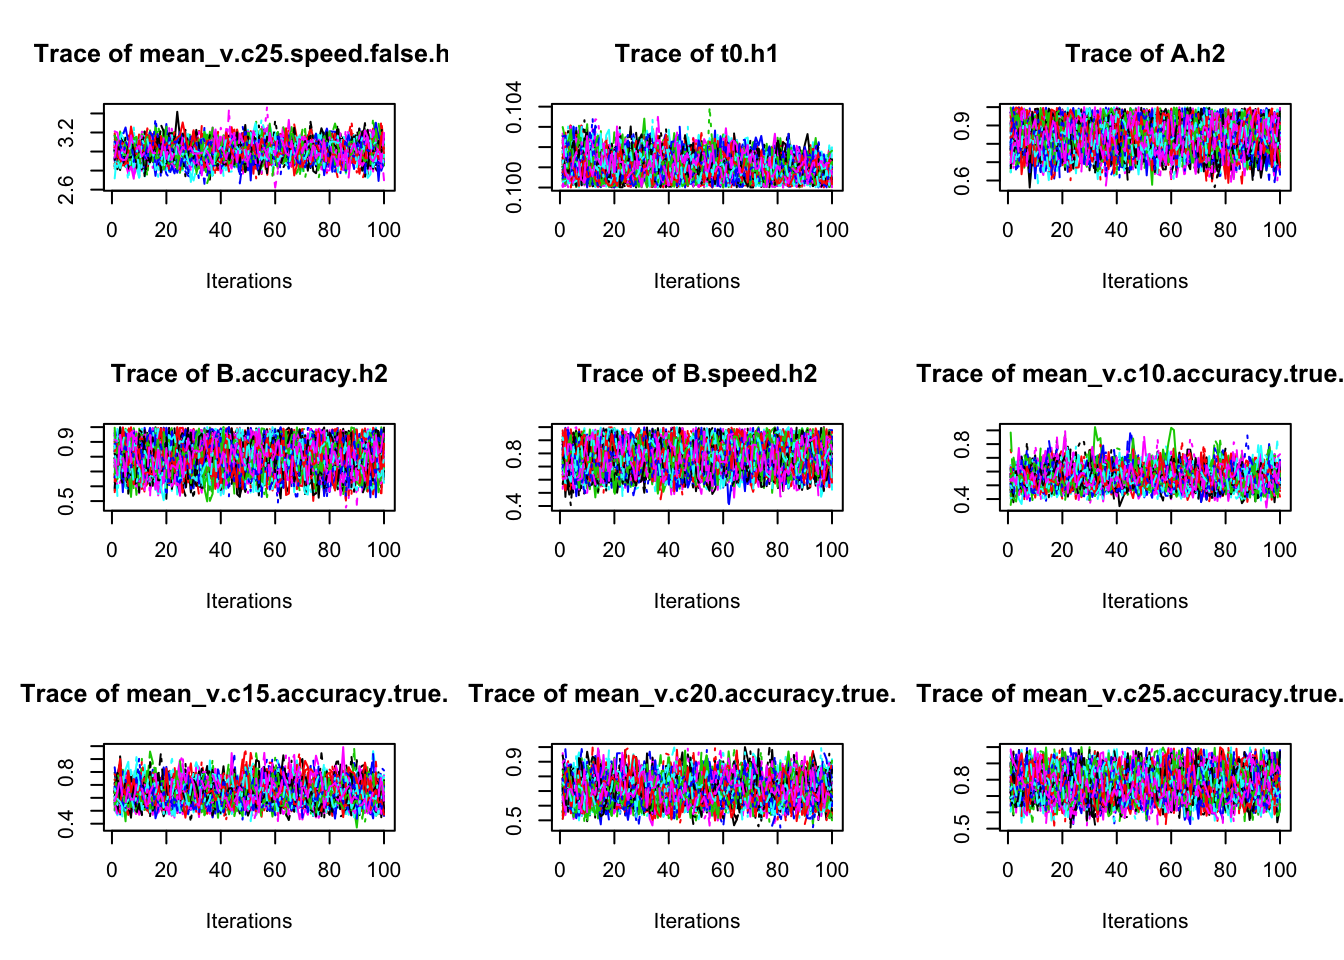 Trace of mean_v.c25.speed.false.h
2.6 3.2
0 20 40 60 80 100
Iterations
Trace of t0.h1
0.100 0.104
0 20 40 60 80 100
Iterations
Trace of A.h2
0.6 0.9
0 20 40 60 80 100
Iterations
Trace of B.accuracy.h2
0.5 0.9
0 20 40 60 80 100
Iterations
Trace of B.speed.h2
0.4 0.8
0 20 40 60 80 100
Iterations
Trace of mean_v.c10.accuracy.true.
0.4 0.8
0 20 40 60 80 100
Iterations
Trace of mean_v.c15.accuracy.true.
0.4 0.8
0 20 40 60 80 100
Iterations
Trace of mean_v.c20.accuracy.true.
0.5 0.9
0 20 40 60 80 100
Iterations
Trace of mean_v.c25.accuracy.true.
0.5 0.8
0 20 40 60 80 100
Iterations